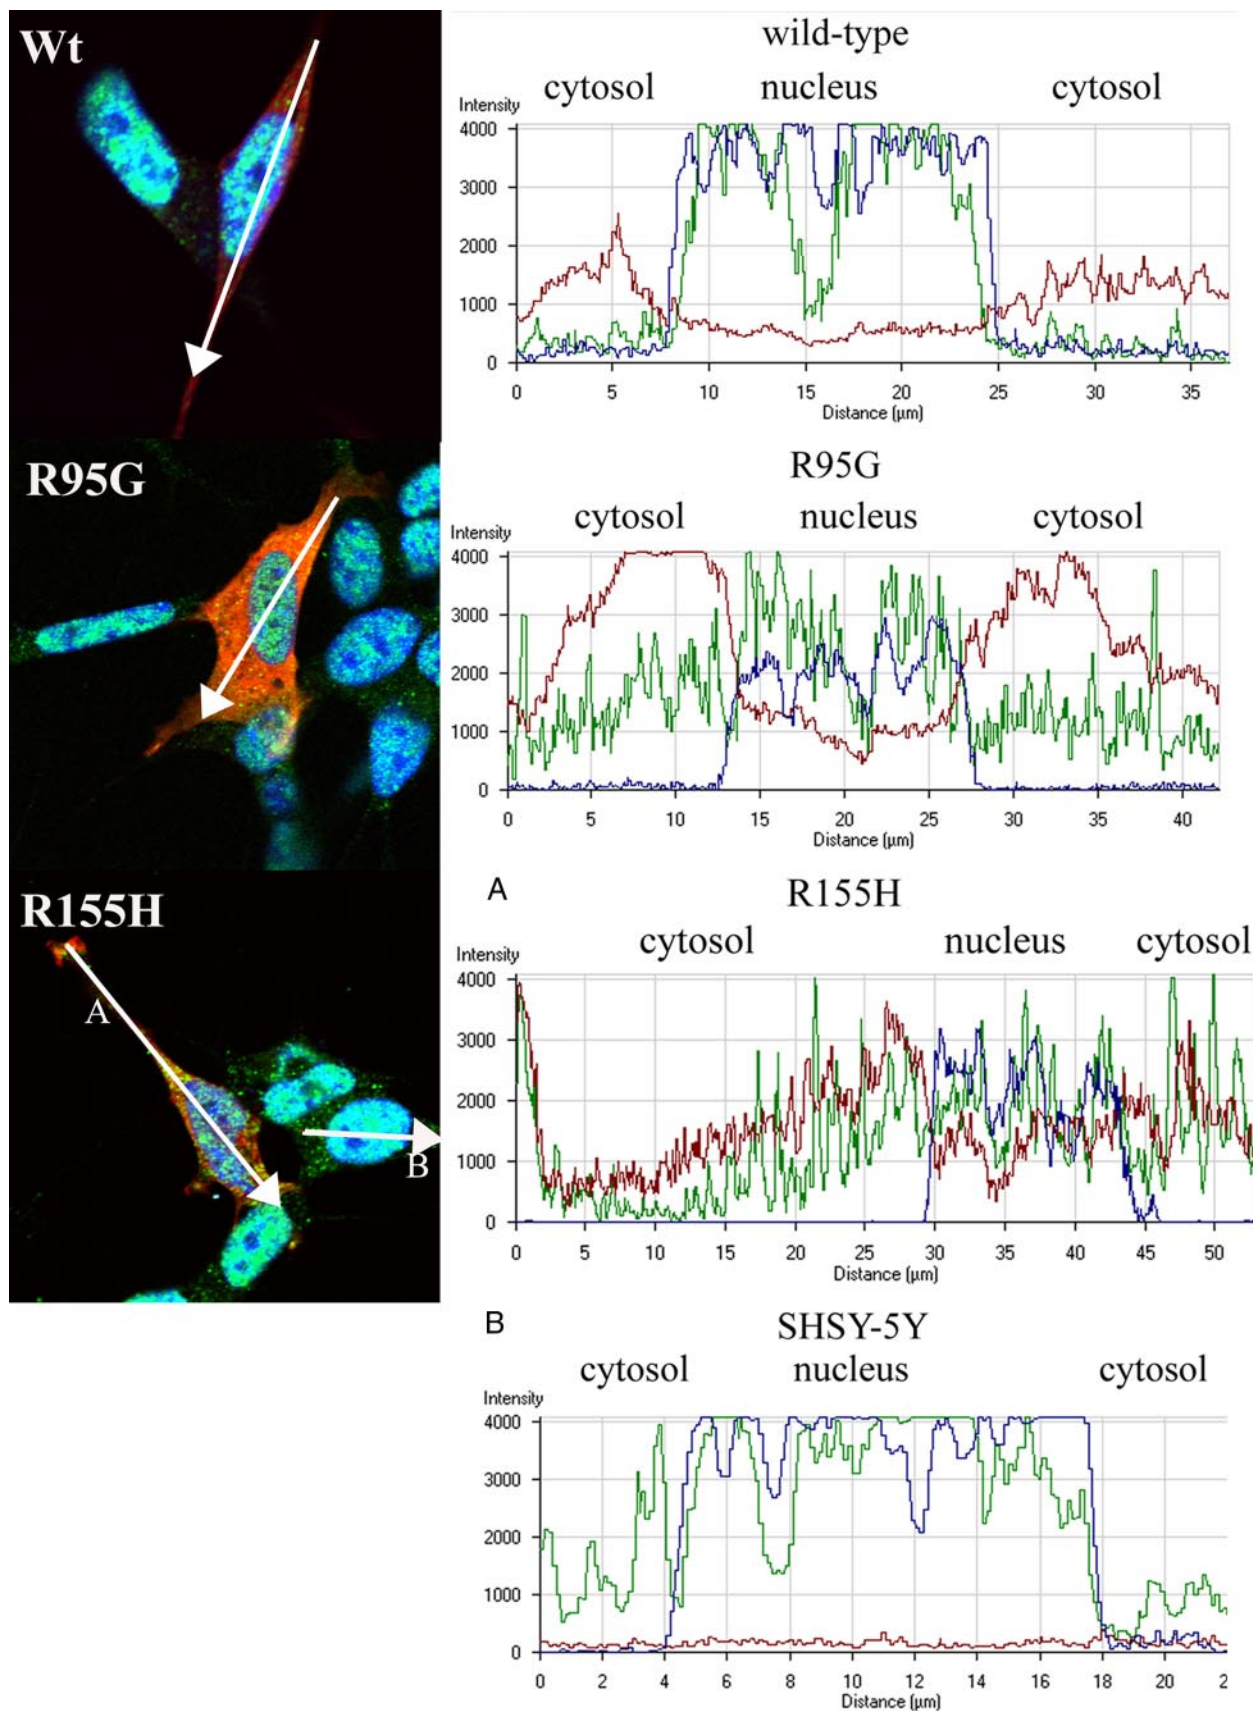 Wt
wild-type
cytosol nucleus cytosol
Intensity
4000
3000
2000
1000
0
0 5 10 15 20 25 30 35
Distance (µm)
R95G
R95G
cytosol nucleus cytosol
Intensity
4000
3000
2000
1000
0
0 5 10 15 20 25 30 35 40
Distance (µm)
R155H
A
B
A
R155H
cytosol nucleus cytosol
Intensity
4000
3000
2000
1000
0
0 5 10 15 20 25 30 35 40 45 50
Distance (µm)
B
SHSY-5Y
cytosol nucleus cytosol
Intensity
4000
3000
2000
1000
0
0 2 4 6 8 10 12 14 16 18 20 2
Distance (µm)